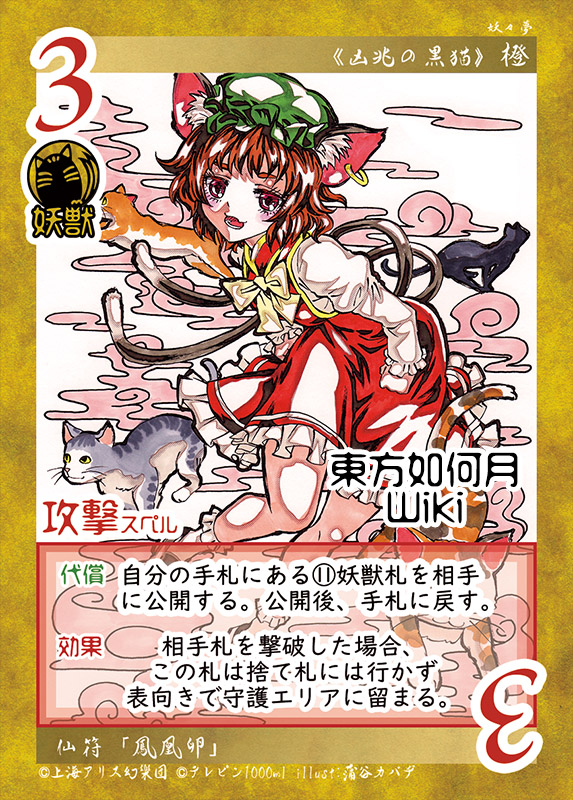 妖々夢
3
《凶兆の黒猫》 橙
妖獣
東方如何月
Wiki
攻撃スペル
代償 自分の手札にある⑪妖獣札を相手
に公開する。公開後、手札に戻す。
効果 相手札を撃破した場合、
この札は捨て札には行かず
表向きで守護エリアに留まる。
3
仙符 「鳳凰卵」
©上海アリス幻樂団 ©テレピン1000ml illust:蒲谷カバヂ